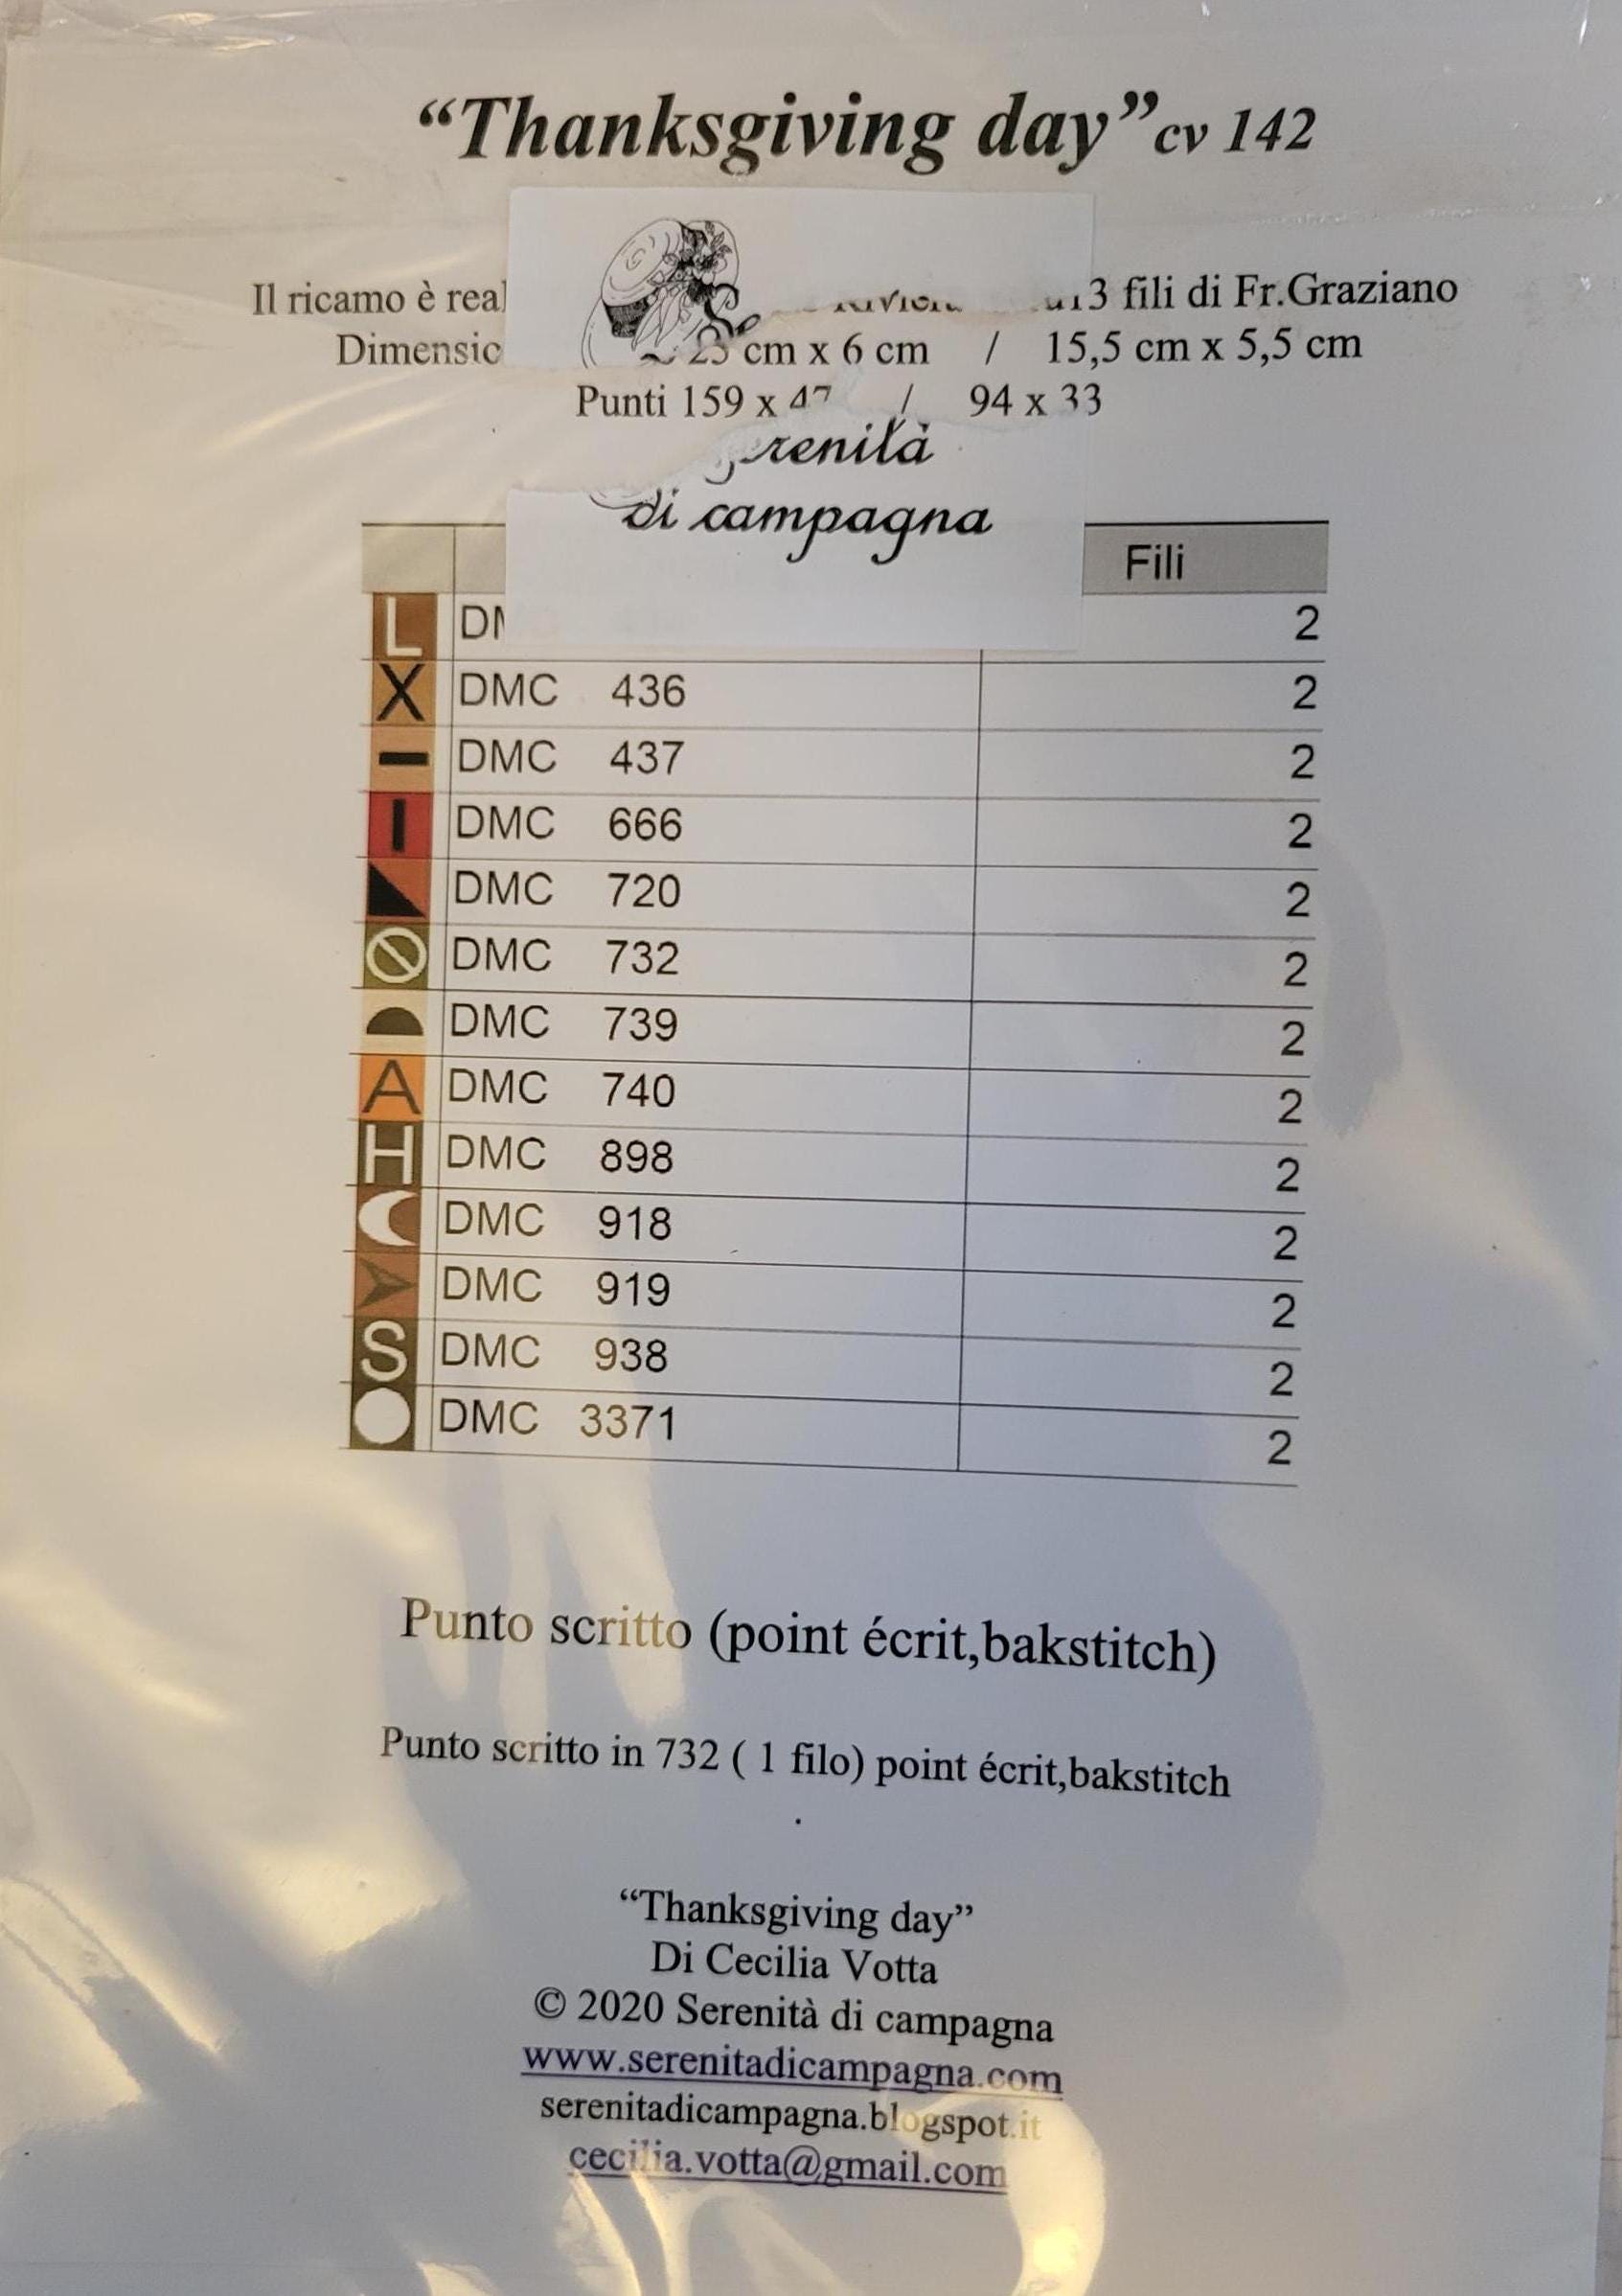 “Thanksgiving day”cv 142
Il ricamo è 13 fili di Fr.Graziano
cm x 6 cm / 15,5 cm x 5,5 cm
Punti 159 x / 94 x 33
di campagna
Fili
L 2
X DMC 436 2
DMC 437 2
DMC 666 2
DMC 720 2
DMC 732 2
DMC 739 2
A DMC 740 2
H DMC 898 2
DMC 918 2
DMC 919 2
S DMC 938 2
DMC 3371 2
Punto scritto (point écrit,bakstitch)
Punto scritto in 732 ( 1 filo) point écrit,bakstitch
.
“Thanksgiving day”
Di Cecilia Votta
© 2020 Serenità di campagna
www.serenitadicampagna.com
serenitadicampagna.blogspot.it
cecilia.votta@gmail.com